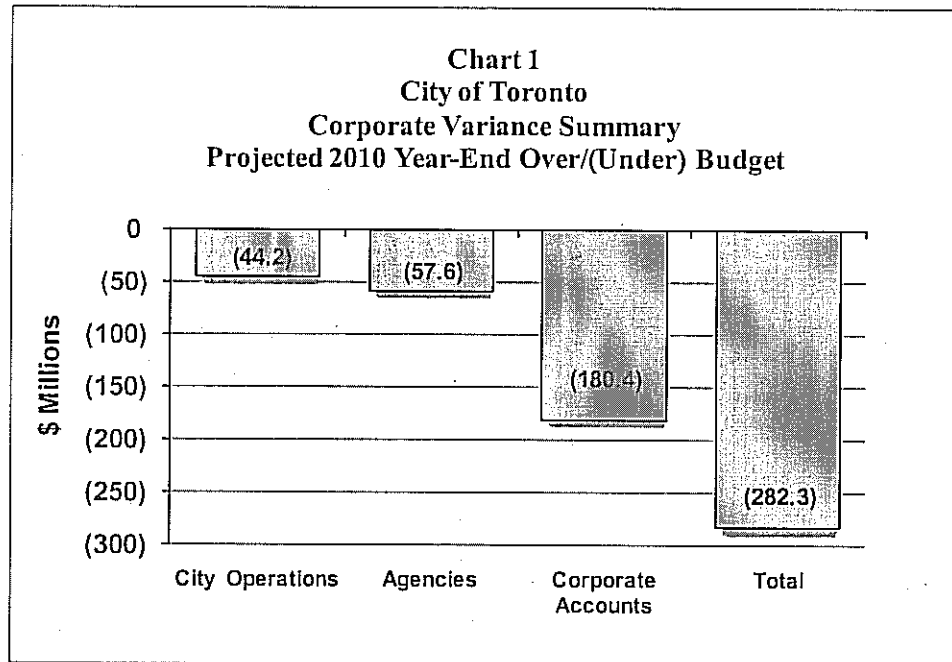 Chart 1
City of Toronto
Corporate Variance Summary
Projected 2010 Year-End Over/(Under) Budget
$ Millions
0
(50)
(100)
(150)
(200)
(250)
(300)
(44.2)
(57.6)
(180.4)
(282.3)
City Operations
Agencies
Corporate
Accounts
Total